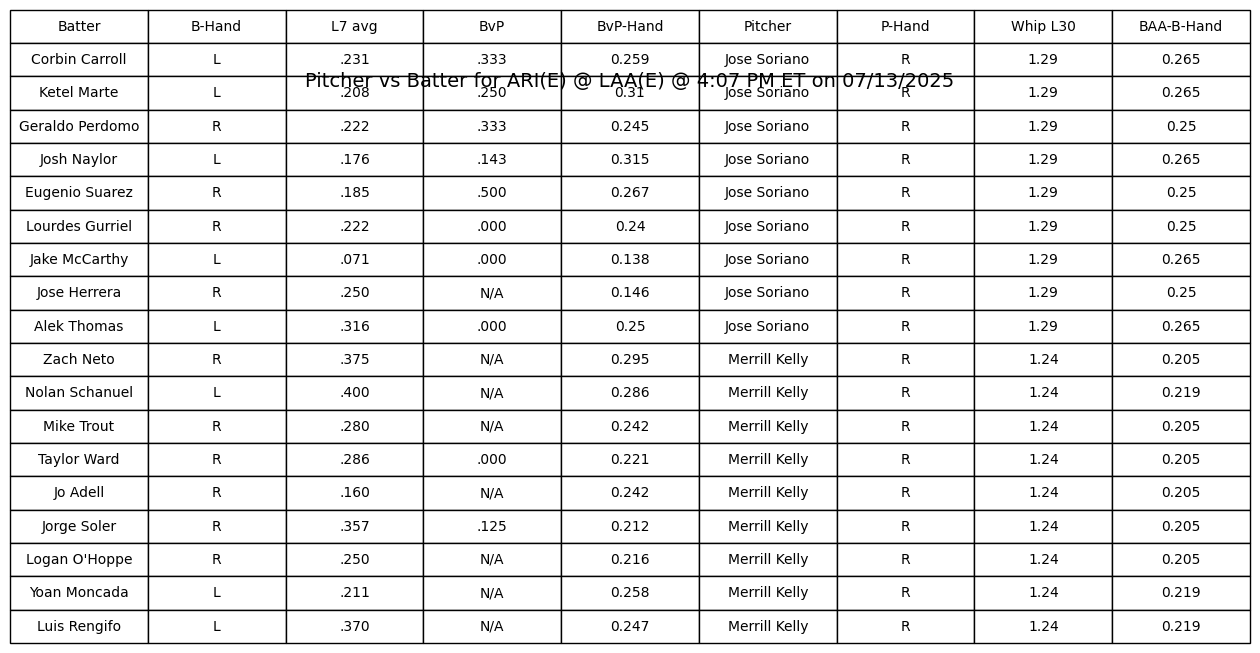 Batter B-Hand L7 avg BvP BvP-Hand Pitcher P-Hand Whip L30 BAA-B-Hand
Corbin Carroll L .231 .333 0.259 Jose Soriano R 1.29 0.265
Pitcher vs Batter for ARI(E) @ LAA(E) @ 4:07 PM ET on 07/13/2025
Ketel Marte L .208 .250 0.31 Jose Soriano R 1.29 0.265
Geraldo Perdomo R .222 .333 0.245 Jose Soriano R 1.29 0.25
Josh Naylor L .176 .143 0.315 Jose Soriano R 1.29 0.265
Eugenio Suarez R .185 .500 0.267 Jose Soriano R 1.29 0.25
Lourdes Gurriel R .222 .000 0.24 Jose Soriano R 1.29 0.25
Jake McCarthy L .071 .000 0.138 Jose Soriano R 1.29 0.265
Jose Herrera R .250 N/A 0.146 Jose Soriano R 1.29 0.25
Alek Thomas L .316 .000 0.25 Jose Soriano R 1.29 0.265
Zach Neto R .375 N/A 0.295 Merrill Kelly R 1.24 0.205
Nolan Schanuel L .400 N/A 0.286 Merrill Kelly R 1.24 0.219
Mike Trout R .280 N/A 0.242 Merrill Kelly R 1.24 0.205
Taylor Ward R .286 .000 0.221 Merrill Kelly R 1.24 0.205
Jo Adell R .160 N/A 0.242 Merrill Kelly R 1.24 0.205
Jorge Soler R .357 .125 0.212 Merrill Kelly R 1.24 0.205
Logan O'Hoppe R .250 N/A 0.216 Merrill Kelly R 1.24 0.205
Yoan Moncada L .211 N/A 0.258 Merrill Kelly R 1.24 0.219
Luis Rengifo L .370 N/A 0.247 Merrill Kelly R 1.24 0.219